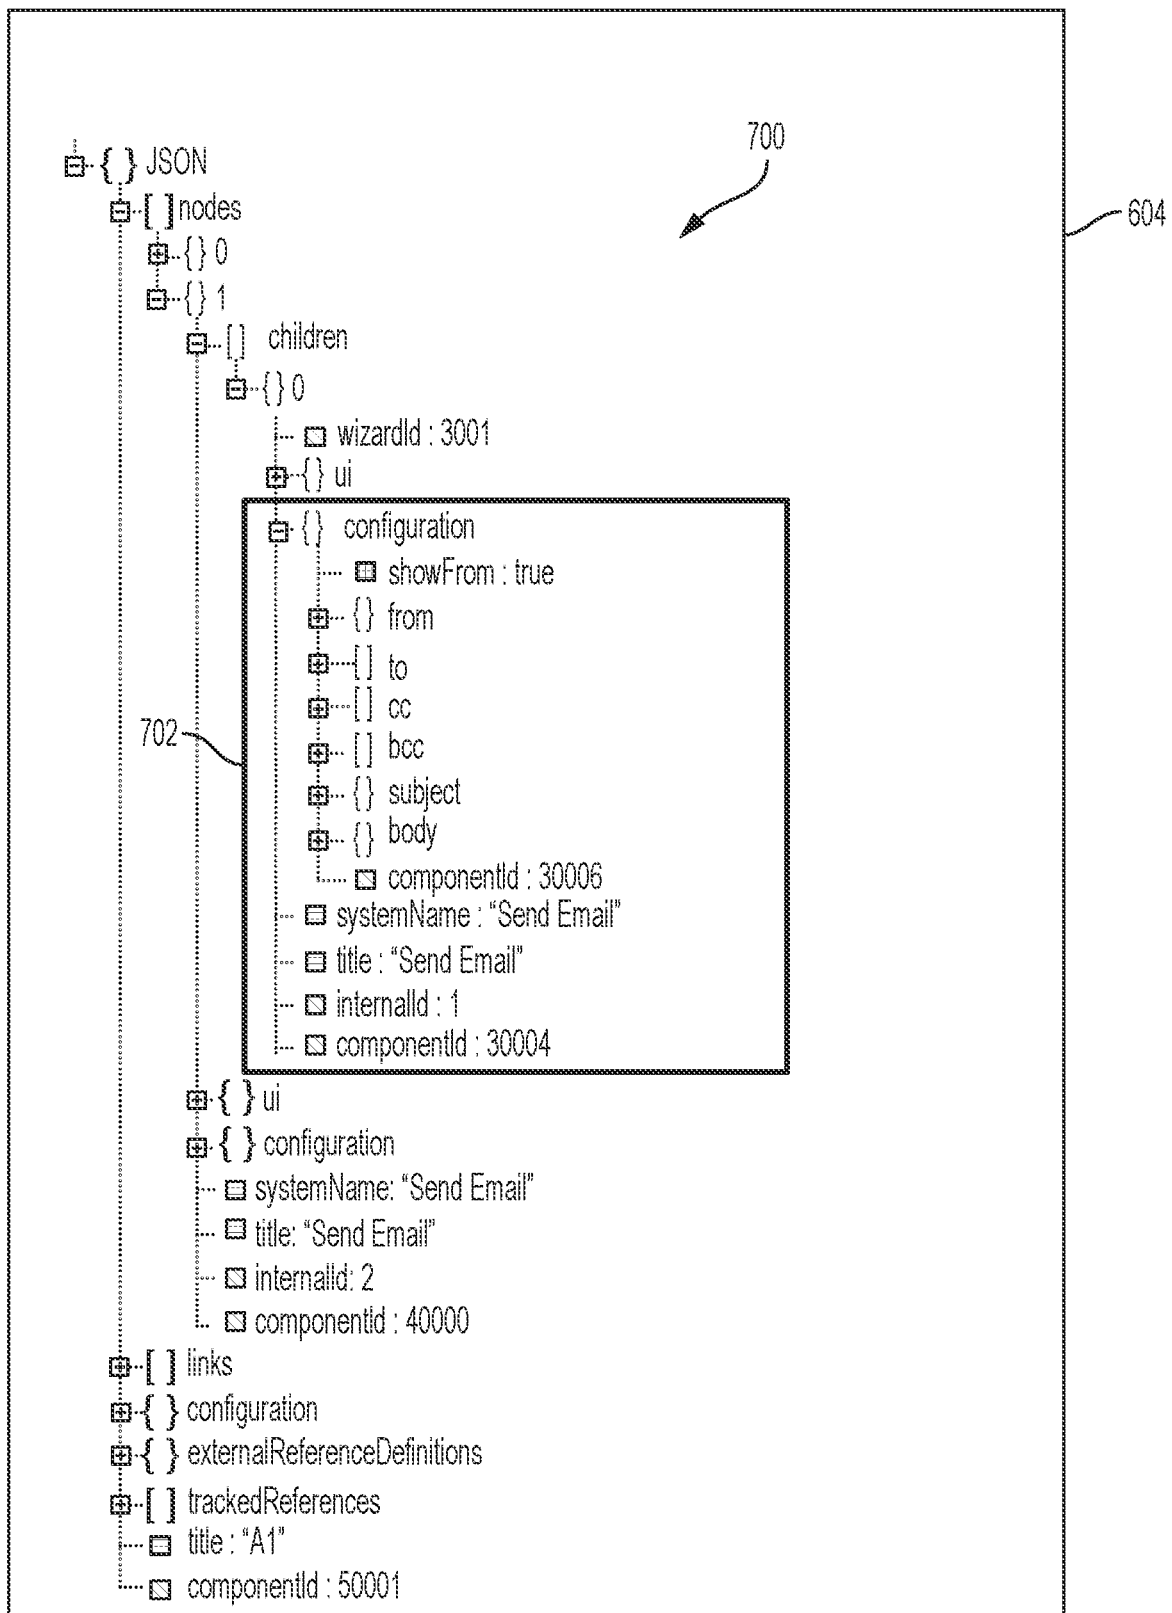 700
{ } JSON
604
[ ] nodes
{ } 0
{ } 1
[ ] children
{ } 0
wizardId : 3001
{ } ui
{ } configuration
showFrom : true
{ } from
[ ] to
[ ] cc
702
[ ] bcc
{ } subject
{ } body
componentId : 30006
systemName : “Send Email”
title : “Send Email”
internalId : 1
componentId : 30004
{ } ui
{ } configuration
systemName: “Send Email”
title: “Send Email”
internalId: 2
componentId : 40000
[ ] links
{ } configuration
{ } externalReferenceDefinitions
[ ] trackedReferences
title : “A1”
componentId : 50001